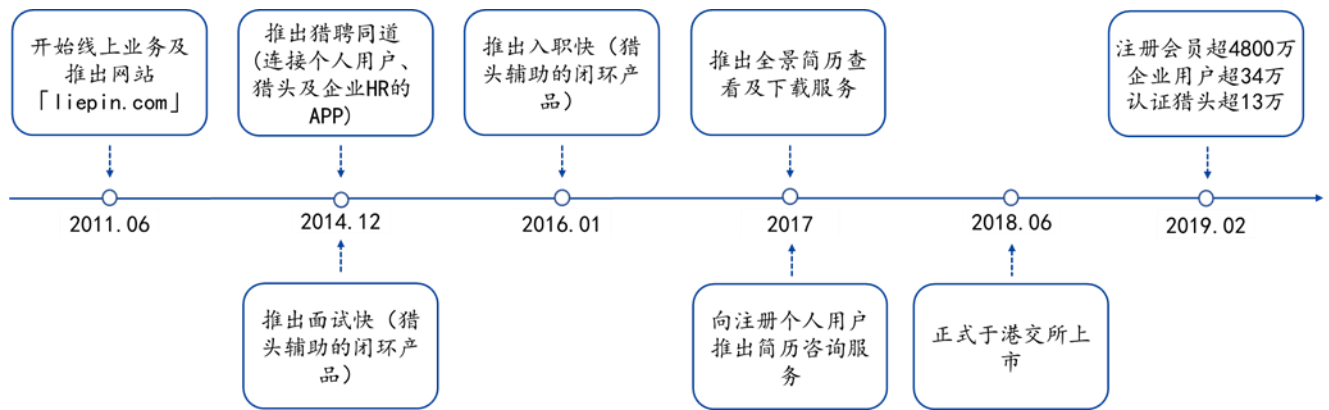 开始线上业务及
推出网站
「liepin.com」
推出猎聘同道
(连接个人用户、
猎头及企业HR的
APP)
推出入职快（猎
头辅助的闭环产
品）
推出全景简历查
看及下载服务
注册会员超4800万
企业用户超34万
认证猎头超13万
2011.06
2014.12
2016.01
2017
2018.06
2019.02
推出面试快（猎
头辅助的闭环产
品）
向注册个人用户
推出简历咨询服
务
正式于港交所上
市